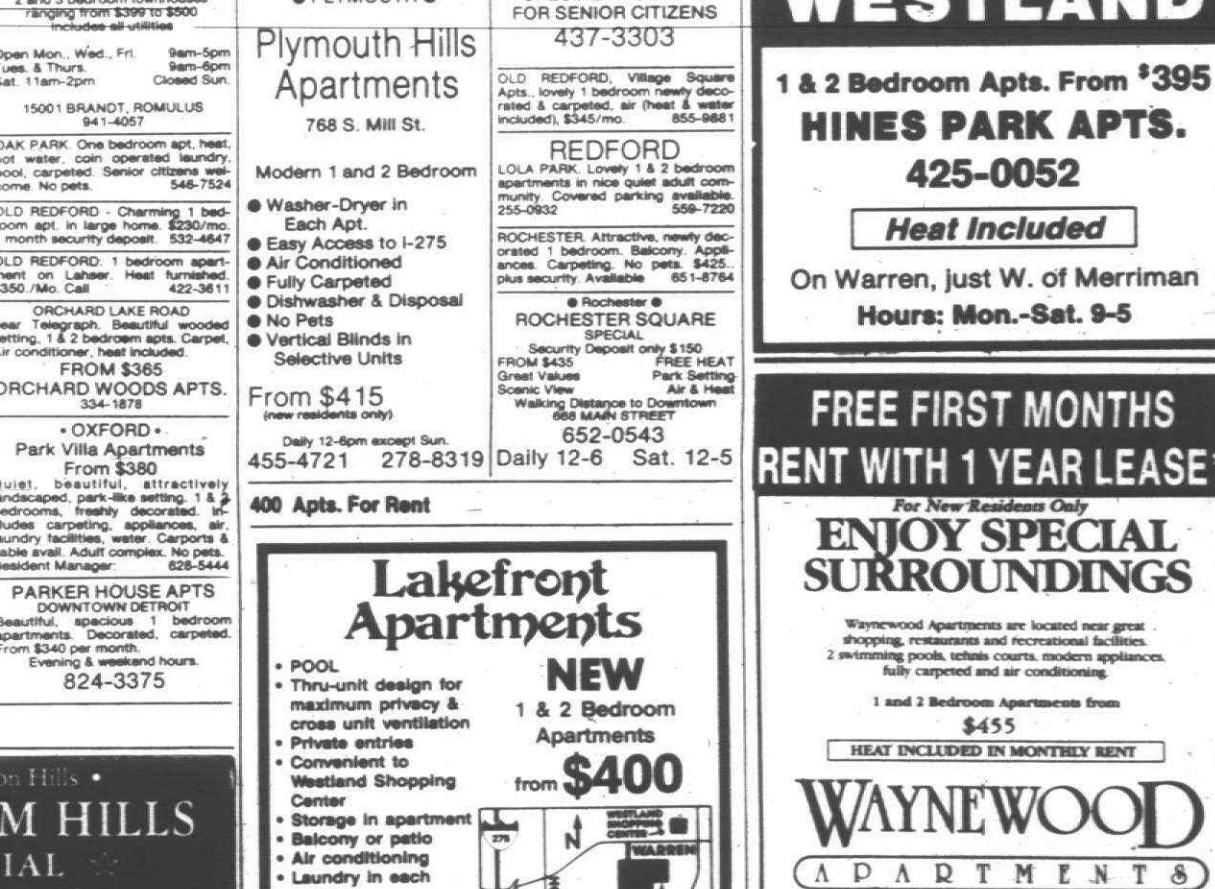 ranging from $399 to $500
includes all utilities
Open Mon., Wed., Fri. 9am-5pm
Tues. & Thurs. 9am-6pm
Sat. 11am-2pm Closed Sun.
15001 BRANDT, ROMULUS
941-4057
OAK PARK. One bedroom apt, heat,
hot water, coin operated laundry,
pool, carpeted. Senior citizens wel-
come. No pets. 546-7524
OLD REDFORD - Charming 1 bed-
room apt. in large home. $230/mo.
month security deposit. 532-4647
OLD REDFORD: 1 bedroom apart-
ment on Lahser. Heat furnished.
$350./Mo. Call 422-3611
ORCHARD LAKE ROAD
near Telegraph. Beautiful wooded
setting, 1 & 2 bedroom apts. Carpet,
Air conditioner, heat included.
FROM $365
ORCHARD WOODS APTS.
334-1878
• OXFORD •
Park Villa Apartments
From $380
Quiet, beautiful, attractively
landscaped, park-like setting. 1 & 2
bedrooms, freshly decorated. In-
cludes carpeting, appliances, air,
laundry facilities, water. Carports &
cable avail. Adult complex. No pets.
Resident Manager: 628-5444
PARKER HOUSE APTS
DOWNTOWN DETROIT
Beautiful, spacious 1 bedroom
apartments. Decorated, carpeted.
From $340 per month.
Evening & weekend hours.
824-3375
on Hills •
M HILLS
IAL
Plymouth Hills
Apartments
768 S. Mill St.
Modern 1 and 2 Bedroom
● Washer-Dryer in
Each Apt.
● Easy Access to I-275
● Air Conditioned
● Fully Carpeted
● Dishwasher & Disposal
● No Pets
● Vertical Blinds in
Selective Units
From $415
(new residents only)
Daily 12-6pm except Sun.
455-4721 278-8319
FOR SENIOR CITIZENS
437-3303
OLD REDFORD, Village Square
Apts., lovely 1 bedroom newly deco-
rated & carpeted, air (heat & water
included), $345/mo. 855-9881
REDFORD
LOLA PARK. Lovely 1 & 2 bedroom
apartments in nice quiet adult com-
munity. Covered parking available.
255-0932 559-7220
ROCHESTER. Attractive, newly dec-
orated 1 bedroom. Balcony. Appli-
ances. Carpeting. No pets. $425..
plus security. Available 651-8764
● Rochester ●
ROCHESTER SQUARE
SPECIAL
Security Deposit only $150
FROM $435 FREE HEAT
Great Values Park Setting
Scenic View Air & Heat
Walking Distance to Downtown
668 MAIN STREET
652-0543
Daily 12-6 Sat. 12-5
400 Apts. For Rent
Lakefront
Apartments
• POOL
• Thru-unit design for
maximum privacy &
cross unit ventilation
• Private entries
• Convenient to
Westland Shopping
Center
• Storage in apartment
• Balcony or patio
• Air conditioning
• Laundry in each
NEW
1 & 2 Bedroom
Apartments
from $400
275
N
WESTLAND
SHOPPING
CENTER
WARREN
WESTLAND
1 & 2 Bedroom Apts. From $395
HINES PARK APTS.
425-0052
Heat Included
On Warren, just W. of Merriman
Hours: Mon.-Sat. 9-5
FREE FIRST MONTHS
RENT WITH 1 YEAR LEASE*
For New Residents Only
ENJOY SPECIAL
SURROUNDINGS
Waynewood Apartments are located near great
shopping, restaurants and recreational facilities.
2 swimming pools, tennis courts, modern appliances,
fully carpeted and air conditioning.
1 and 2 Bedroom Apartments from
$455
HEAT INCLUDED IN MONTHLY RENT
WAYNEWOOD
APARTMENTS